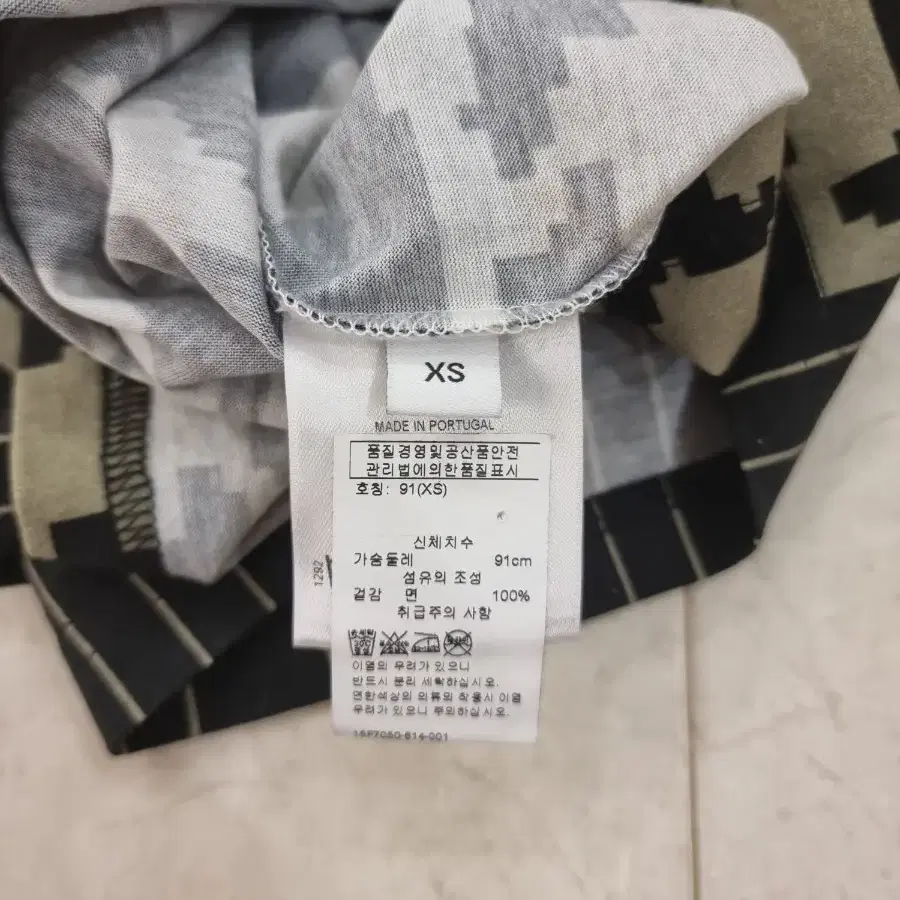 XS
MADE IN PORTUGAL
품질경영및공산품안전
관리법에의한품질표시
호칭: 91(XS)
신체치수
가슴둘레 91cm
섬유의 조성
겉감 면 100%
취급주의 사항
이염의 우려가 있으니
반드시 분리 세탁하십시오.
연한색상의 의류와 착용시 이염
우려가 있으니 주의하십시오.
1292